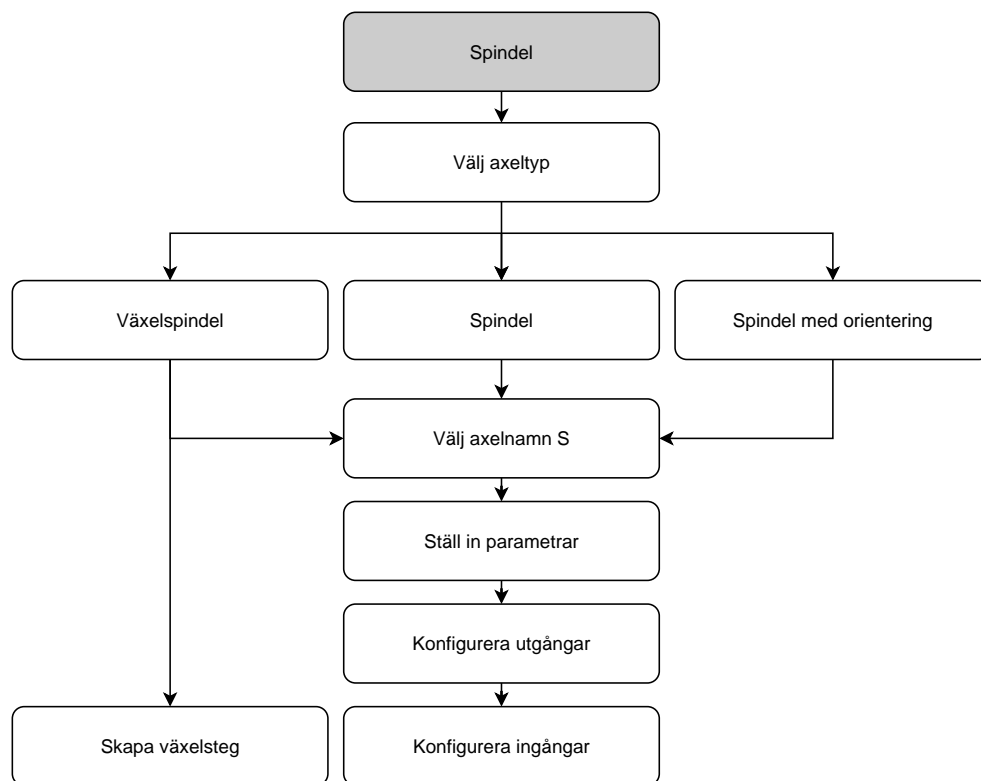 Spindel
Välj axeltyp
Växelspindel
Spindel
Spindel med orientering
Välj axelnamn S
Ställ in parametrar
Konfigurera utgångar
Skapa växelsteg
Konfigurera ingångar